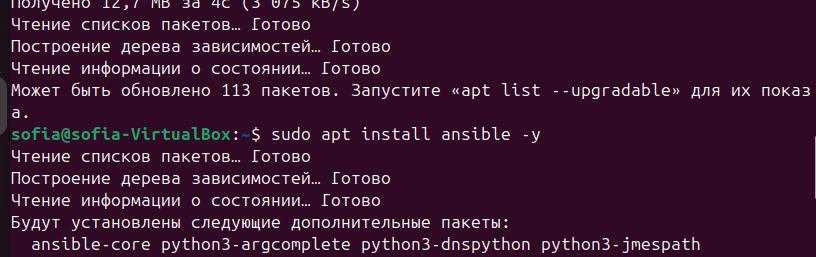 Получено 12,7 MB за 4с (3 075 kB/s)
Чтение списков пакетов… Готово
Построение дерева зависимостей… Готово
Чтение информации о состоянии… Готово
Может быть обновлено 113 пакетов. Запустите «apt list --upgradable» для их показ
а.
sofia@sofia-VirtualBox:~$ sudo apt install ansible -y
Чтение списков пакетов… Готово
Построение дерева зависимостей… Готово
Чтение информации о состоянии… Готово
Будут установлены следующие дополнительные пакеты:
ansible-core python3-argcomplete python3-dnspython python3-jmespath